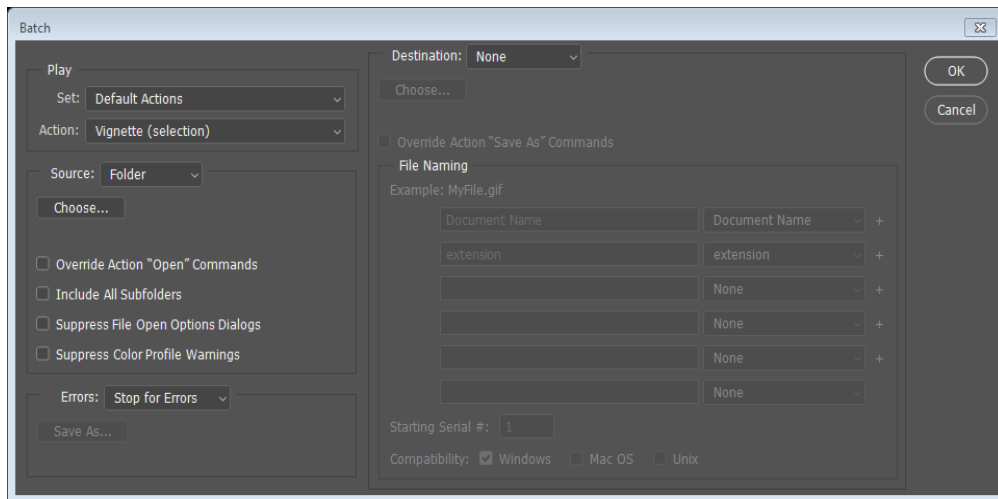 Batch
Play
Set: Default Actions
Action: Vignette (selection)
Source: Folder
Choose...
Override Action “Open” Commands
Include All Subfolders
Suppress File Open Options Dialogs
Suppress Color Profile Warnings
Errors: Stop for Errors
Save As...
Destination: None
Choose...
Override Action “Save As” Commands
File Naming
Example: MyFile.gif
Document Name Document Name +
extension extension +
None +
None +
None +
None
Starting Serial #: 1
Compatibility: Windows Mac OS Unix
OK
Cancel